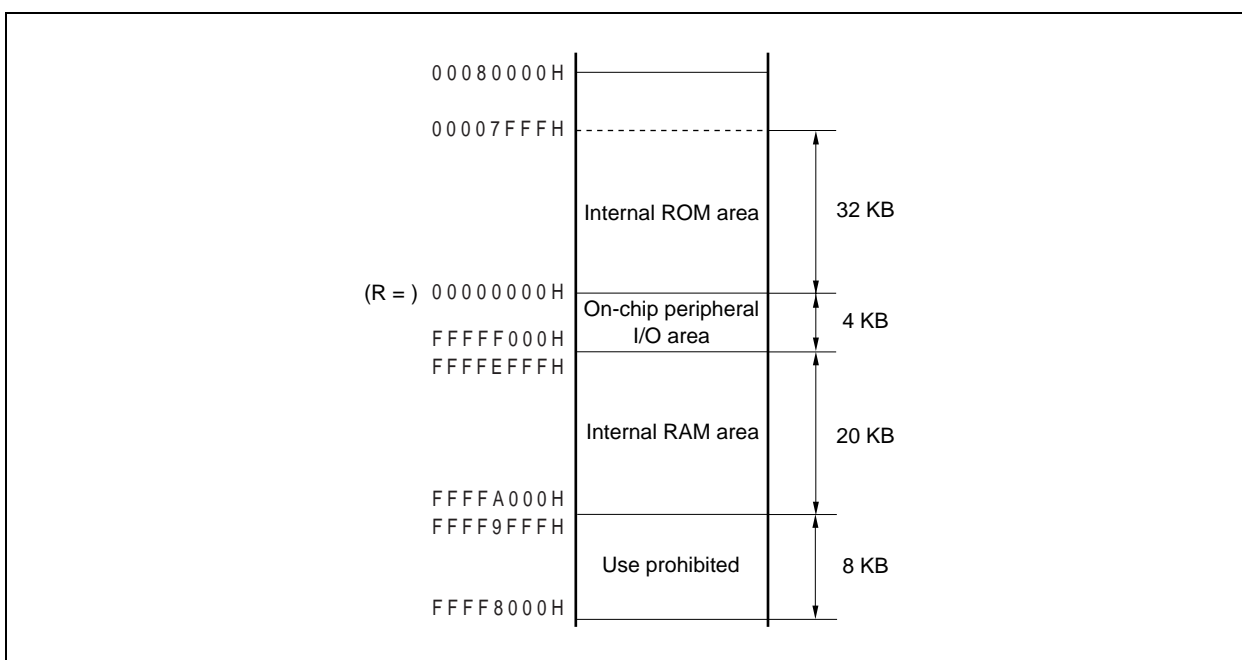 00080000H
00007FFFH
Internal ROM area
32 KB
(R = ) 00000000H
On-chip peripheral
I/O area
4 KB
FFFFF000H
FFFFEFFFH
Internal RAM area
20 KB
FFFFA000H
FFFF9FFFH
Use prohibited
8 KB
FFFF8000H